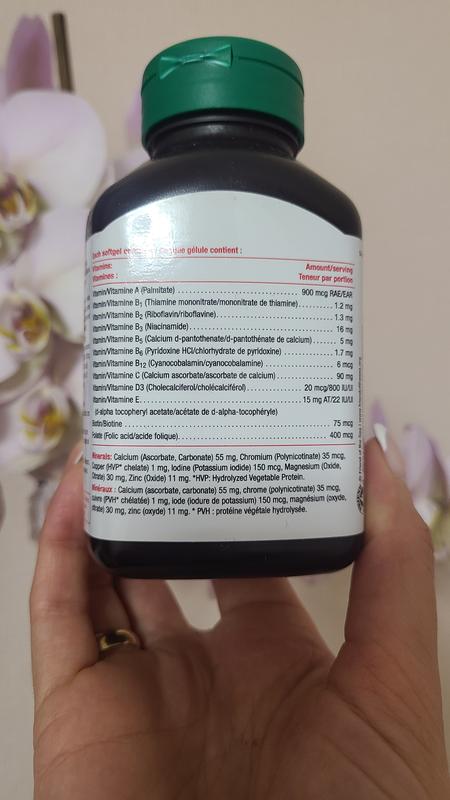 Each softgel / Chaque gélule contient :
Vitamins: Amount/serving
Vitamines : Teneur par portion
Vitamin/Vitamine A (Palmitate) 900 mcg RAE/EAR
Vitamin/Vitamine B1 (Thiamine mononitrate/mononitrate de thiamine) 1.2 mg
Vitamin/Vitamine B2 (Riboflavin/riboflavine) 1.3 mg
Vitamin/Vitamine B3 (Niacinamide) 16 mg
Vitamin/Vitamine B5 (Calcium d-pantothenate/d-pantothénate de calcium) 5 mg
Vitamin/Vitamine B6 (Pyridoxine HCl/chlorhydrate de pyridoxine) 1.7 mg
Vitamin/Vitamine B12 (Cyanocobalamin/cyanocobalamine) 6 mcg
Vitamin/Vitamine C (Calcium ascorbate/ascorbate de calcium) 90 mg
Vitamin/Vitamine D3 (Cholecalciferol/cholécalciférol) 20 mcg/800 IU/UI
Vitamin/Vitamine E 15 mg AT/22 IU/UI
(d-alpha tocopheryl acetate/acétate de d-alpha-tocophéryle)
Biotin/Biotine 75 mcg
Folate (Folic acid/acide folique) 400 mcg
Minerals: Calcium (Ascorbate, Carbonate) 55 mg, Chromium (Polynicotinate) 35 mcg,
Copper (HVP* chelate) 1 mg, Iodine (Potassium iodide) 150 mcg, Magnesium (Oxide,
Citrate) 30 mg, Zinc (Oxide) 11 mg. *HVP: Hydrolyzed Vegetable Protein.
Minéraux : Calcium (ascorbate, carbonate) 55 mg, chrome (polynicotinate) 35 mcg,
cuivre (PVH* chélatée) 1 mg, iode (iodure de potassium) 150 mcg, magnésium (oxyde,
citrate) 30 mg, zinc (oxyde) 11 mg. * PVH : protéine végétale hydrolysée.